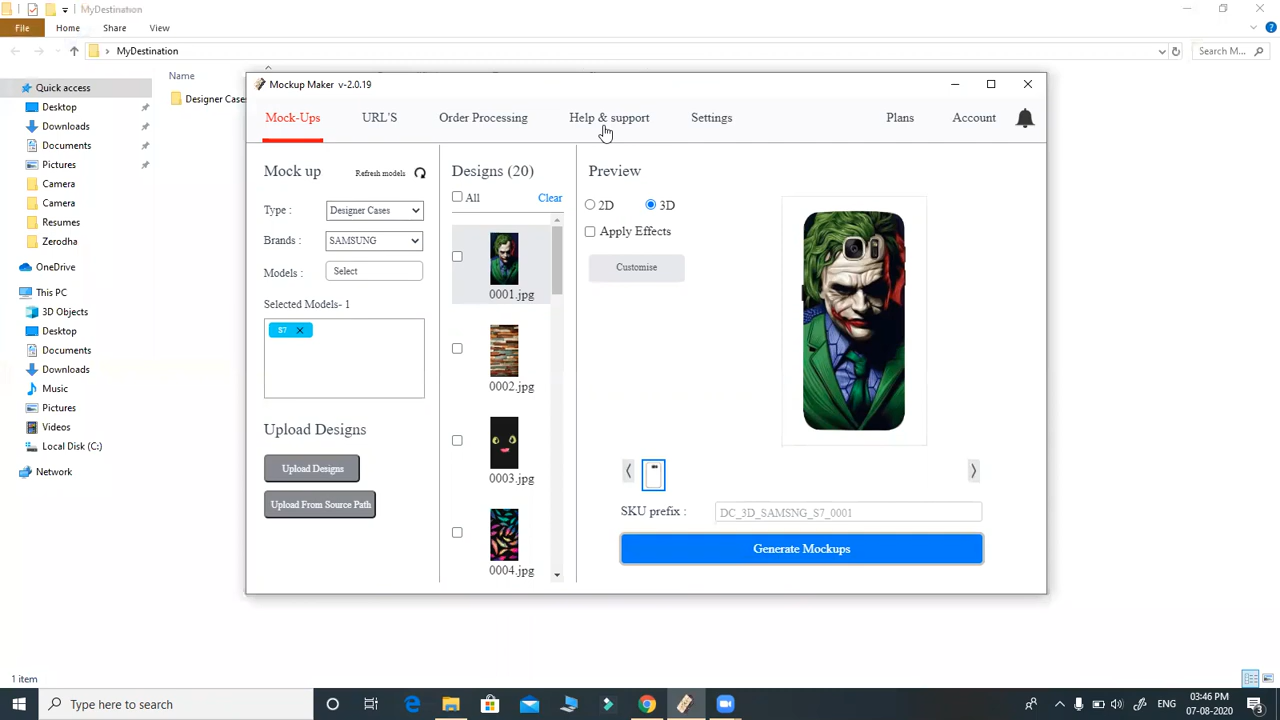 MyDestination
File Home Share View
MyDestination
Search M...
Name
Quick access
Desktop
Downloads
Documents
Pictures
Camera
Camera
Resumes
Zerodha
OneDrive
This PC
3D Objects
Desktop
Documents
Downloads
Music
Pictures
Videos
Local Disk (C:)
Network
Designer Cases
1 item
Mockup Maker v-2.0.19
Mock-Ups URL'S Order Processing Help & support Settings Plans Account
Mock up Refresh models
Type : Designer Cases
Brands : SAMSUNG
Models : Select
Selected Models- 1
S7
Upload Designs
Upload Designs
Upload From Source Path
Designs (20)
All Clear
0001.jpg
0002.jpg
0003.jpg
0004.jpg
Preview
2D 3D
Apply Effects
Customise
SKU prefix : DC_3D_SAMSNG_S7_0001
Generate Mockups
Type here to search
ENG
03:46 PM
07-08-2020
3